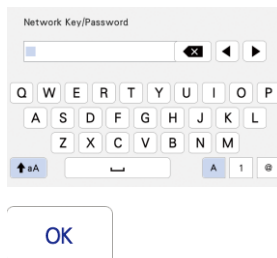 Network Key/Password
Q W E R T Y U I O P
A S D F G H J K L
Z X C V B N M
aA A 1 @
OK